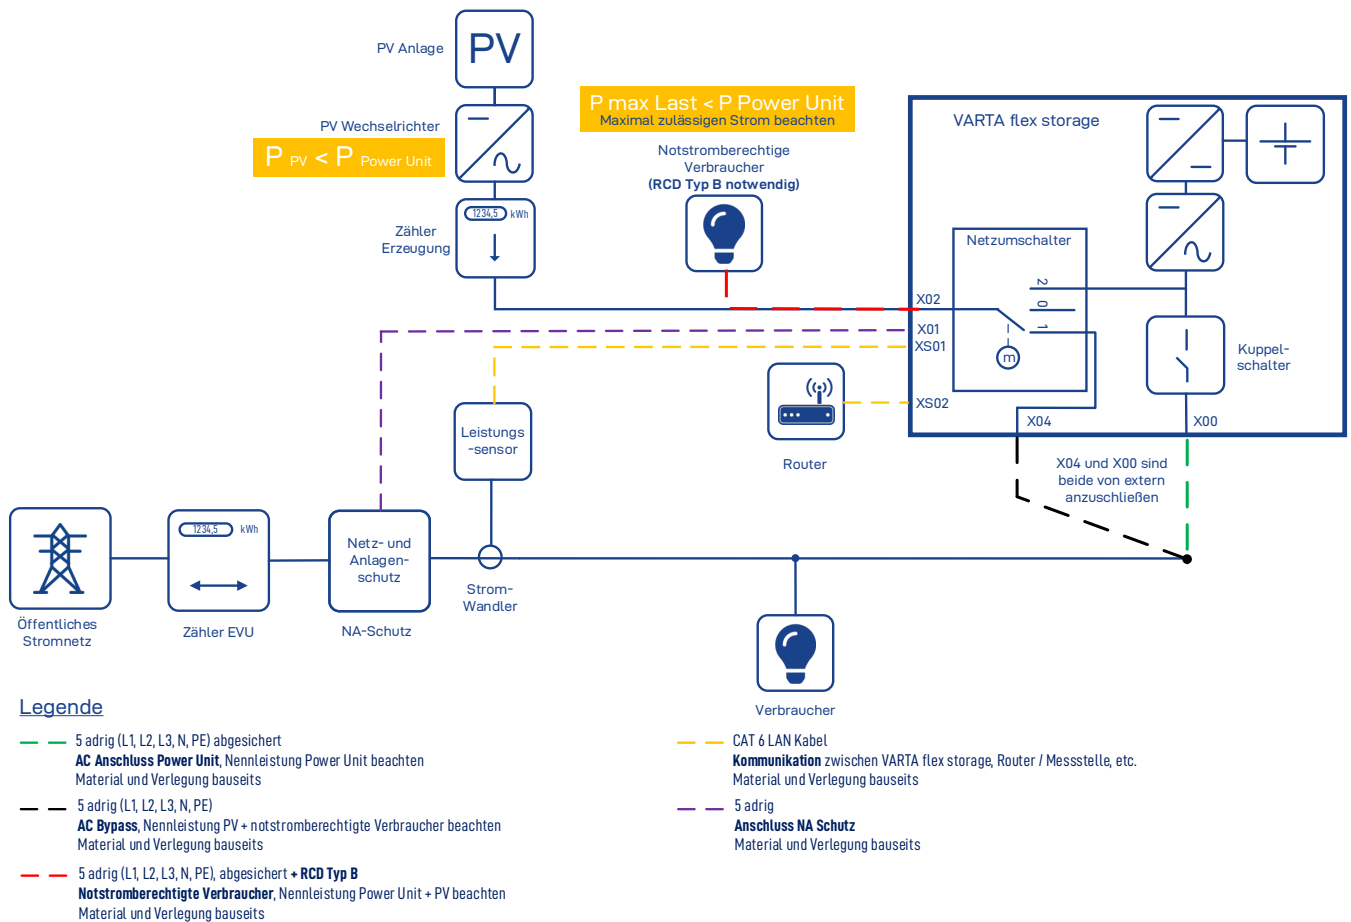 PV Anlage
PV
P max Last < P Power Unit
Maximal zulässigen Strom beachten
PV Wechselrichter
P PV < P Power Unit
Notstromberechtige
Verbraucher
(RCD Typ B notwendig)
VARTA flex storage
1234,5 kWh
Zähler
Erzeugung
Netzumschalter
2
0
1
m
X02
X01
XS01
XS02
X04
X00
Kuppel-
schalter
Leistungs
-sensor
Router
X04 und X00 sind
beide von extern
anzuschließen
1234,5 kWh
Netz- und
Anlagen-
schutz
Strom-
Wandler
Öffentliches
Stromnetz
Zähler EVU
NA-Schutz
Verbraucher
Legende
5 adrig (L1, L2, L3, N, PE) abgesichert
AC Anschluss Power Unit, Nennleistung Power Unit beachten
Material und Verlegung bauseits
5 adrig (L1, L2, L3, N, PE)
AC Bypass, Nennleistung PV + notstromberechtigte Verbraucher beachten
Material und Verlegung bauseits
5 adrig (L1, L2, L3, N, PE), abgesichert + RCD Typ B
Notstromberechtigte Verbraucher, Nennleistung Power Unit + PV beachten
Material und Verlegung bauseits
CAT 6 LAN Kabel
Kommunikation zwischen VARTA flex storage, Router / Messstelle, etc.
Material und Verlegung bauseits
5 adrig
Anschluss NA Schutz
Material und Verlegung bauseits